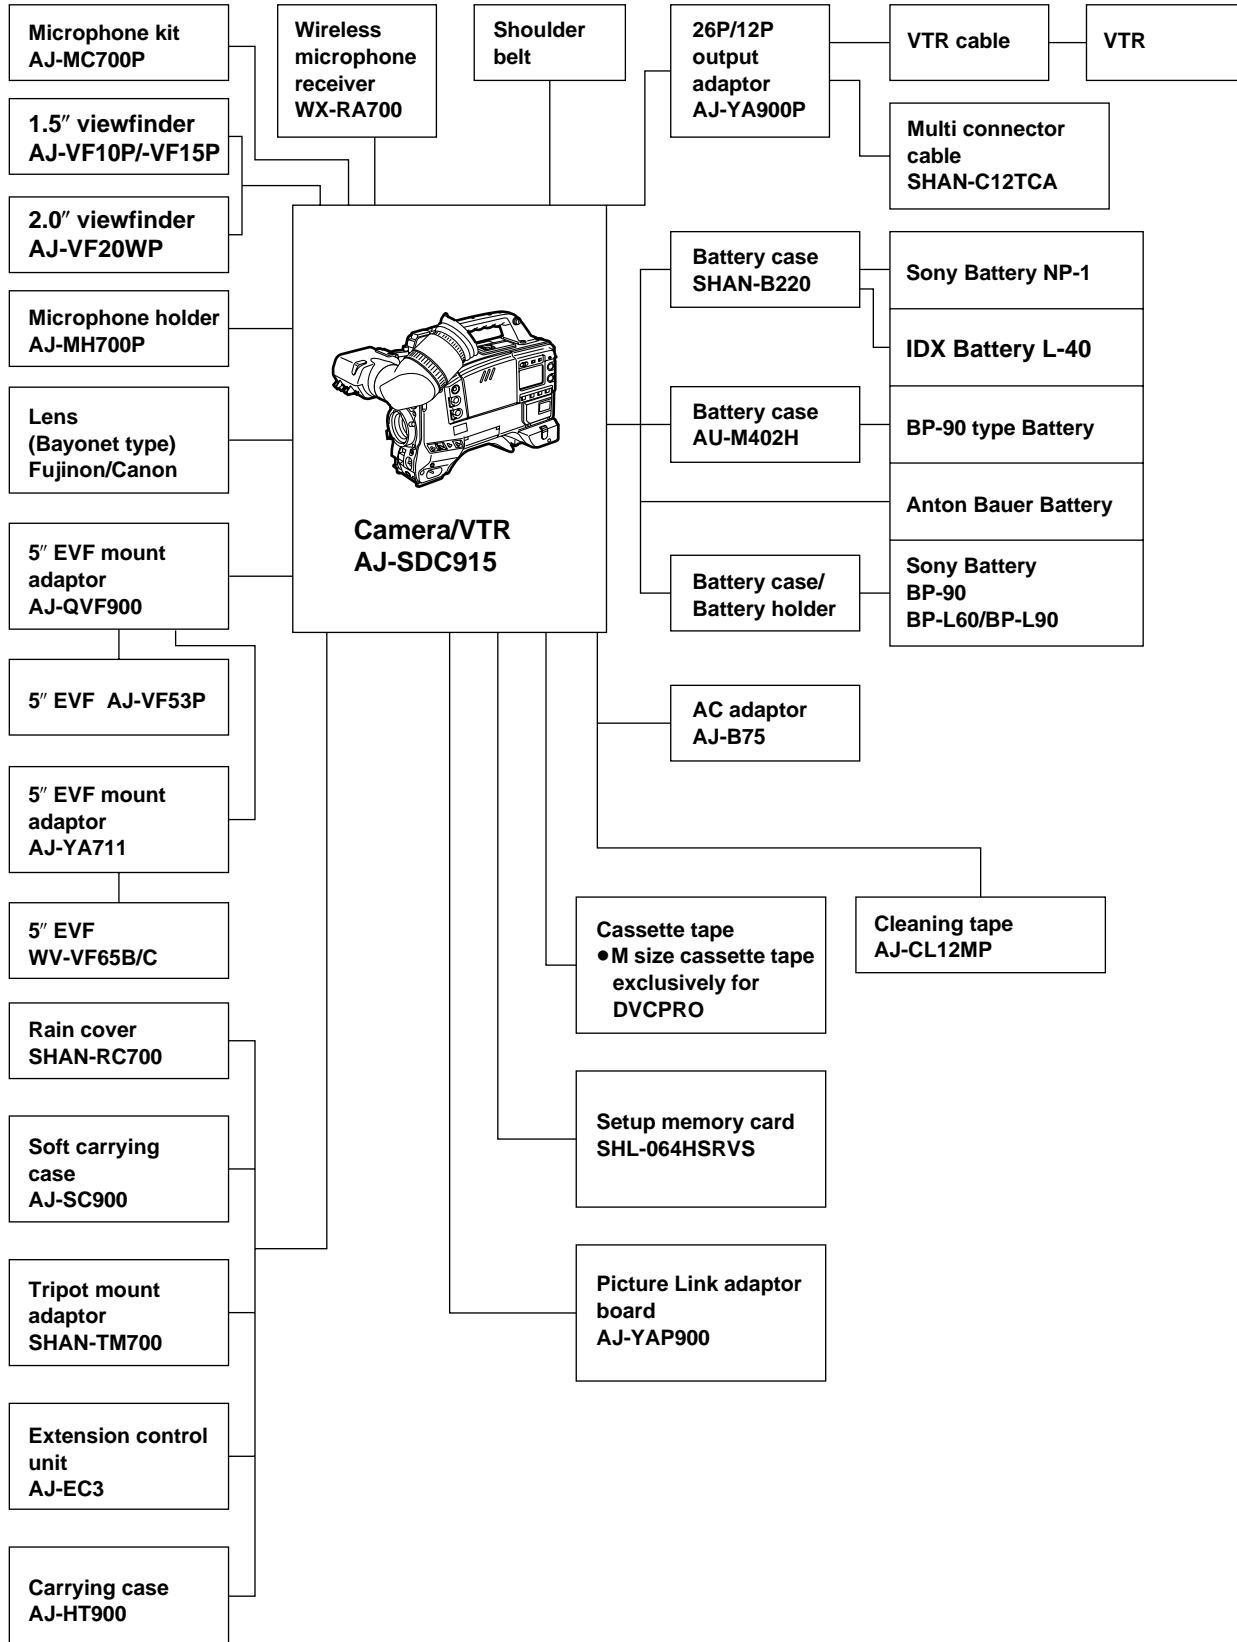 Microphone kit
AJ-MC700P
Wireless
microphone
receiver
WX-RA700
Shoulder
belt
26P/12P
output
adaptor
AJ-YA900P
VTR cable
VTR
1.5″ viewfinder
AJ-VF10P/-VF15P
Multi connector
cable
SHAN-C12TCA
2.0″ viewfinder
AJ-VF20WP
Battery case
SHAN-B220
Sony Battery NP-1
Microphone holder
AJ-MH700P
IDX Battery L-40
Lens
(Bayonet type)
Fujinon/Canon
Battery case
AU-M402H
BP-90 type Battery
Anton Bauer Battery
Camera/VTR
AJ-SDC915
5″ EVF mount
adaptor
AJ-QVF900
Battery case/
Battery holder
Sony Battery
BP-90
BP-L60/BP-L90
5″ EVF  AJ-VF53P
AC adaptor
AJ-B75
5″ EVF mount
adaptor
AJ-YA711
5″ EVF
WV-VF65B/C
Cassette tape
●M size cassette tape
exclusively for
DVCPRO
Cleaning tape
AJ-CL12MP
Rain cover
SHAN-RC700
Soft carrying
case
AJ-SC900
Setup memory card
SHL-064HSRVS
Tripot mount
adaptor
SHAN-TM700
Picture Link adaptor
board
AJ-YAP900
Extension control
unit
AJ-EC3
Carrying case
AJ-HT900